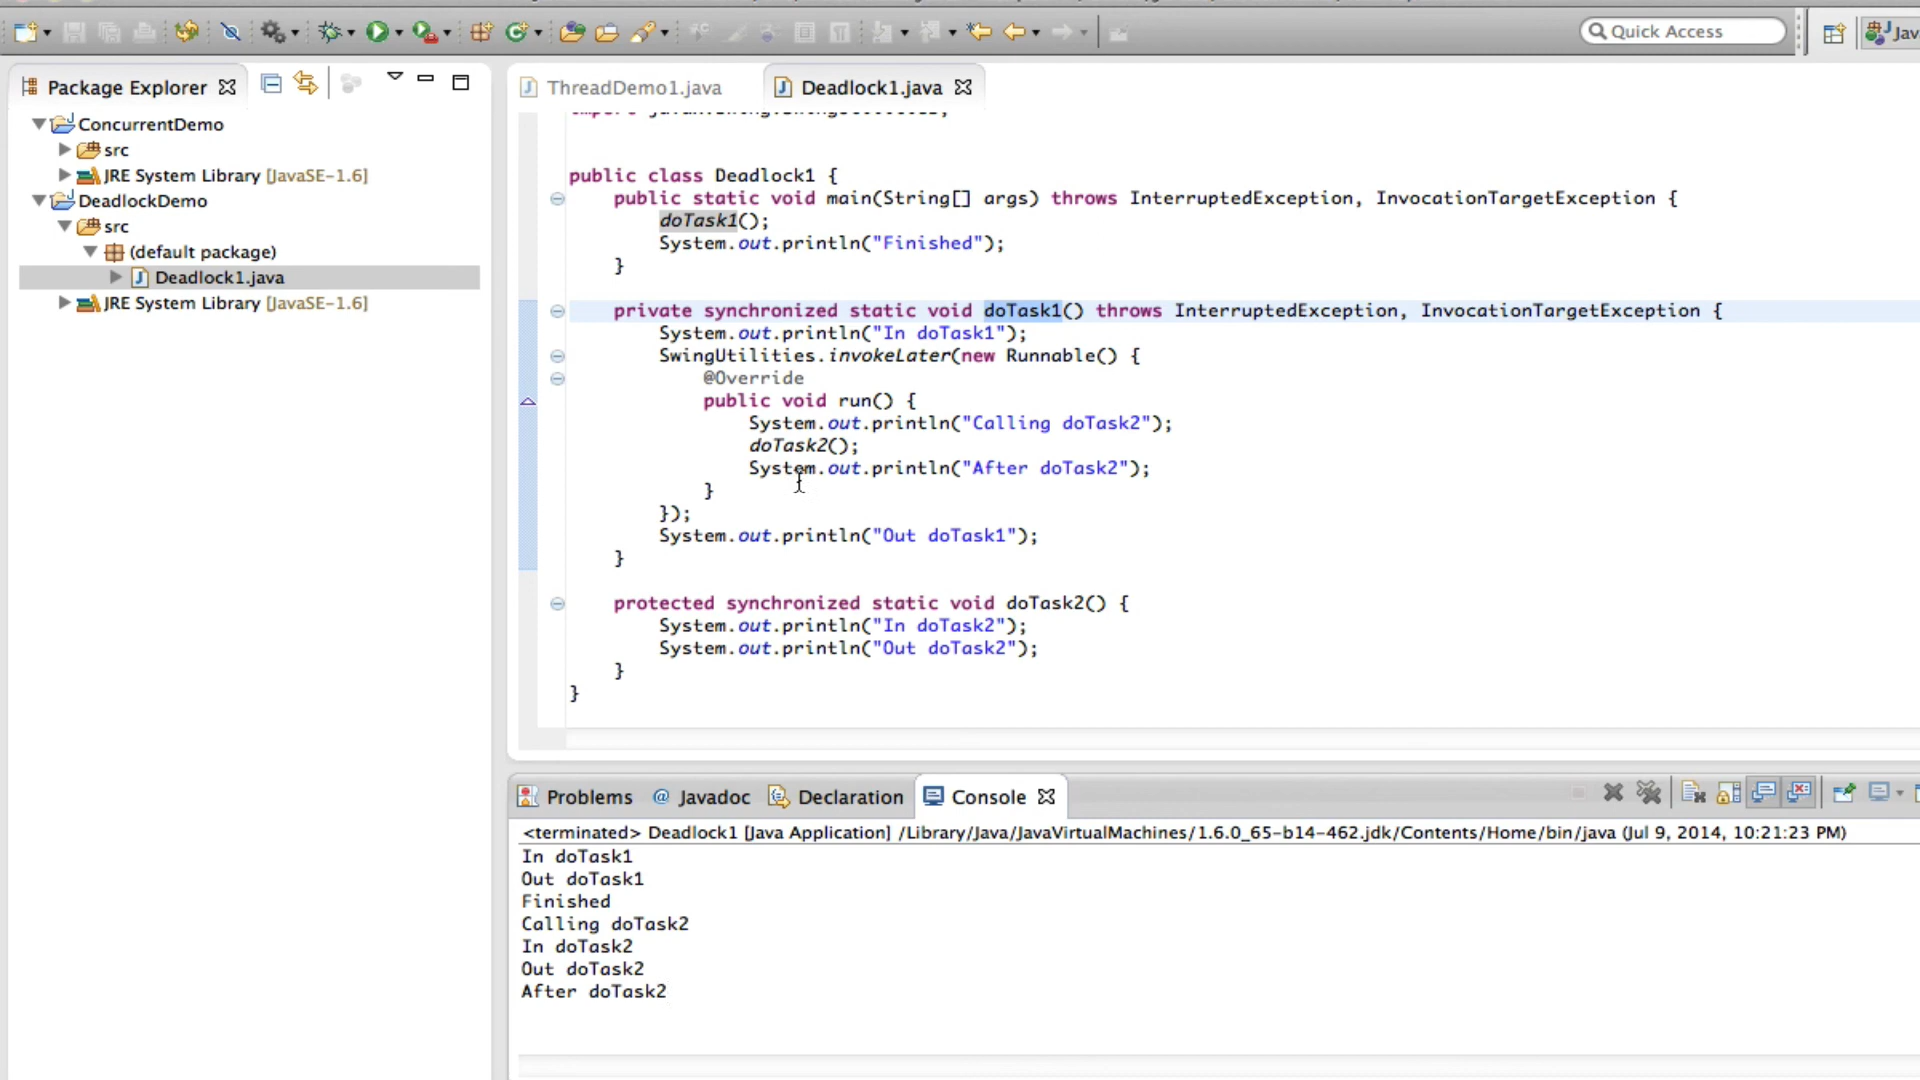 Quick Access
Jav
Package Explorer
ConcurrentDemo
src
JRE System Library [JavaSE-1.6]
DeadlockDemo
src
(default package)
Deadlock1.java
JRE System Library [JavaSE-1.6]
ThreadDemo1.java
Deadlock1.java
public class Deadlock1 {
public static void main(String[] args) throws InterruptedException, InvocationTargetException {
doTask1();
System.out.println("Finished");
}
private synchronized static void doTask1() throws InterruptedException, InvocationTargetException {
System.out.println("In doTask1");
SwingUtilities.invokeLater(new Runnable() {
@Override
public void run() {
System.out.println("Calling doTask2");
doTask2();
System.out.println("After doTask2");
}
});
System.out.println("Out doTask1");
}
protected synchronized static void doTask2() {
System.out.println("In doTask2");
System.out.println("Out doTask2");
}
}
Problems @ Javadoc Declaration Console
<terminated> Deadlock1 [Java Application] /Library/Java/JavaVirtualMachines/1.6.0_65-b14-462.jdk/Contents/Home/bin/java (Jul 9, 2014, 10:21:23 PM)
In doTask1
Out doTask1
Finished
Calling doTask2
In doTask2
Out doTask2
After doTask2